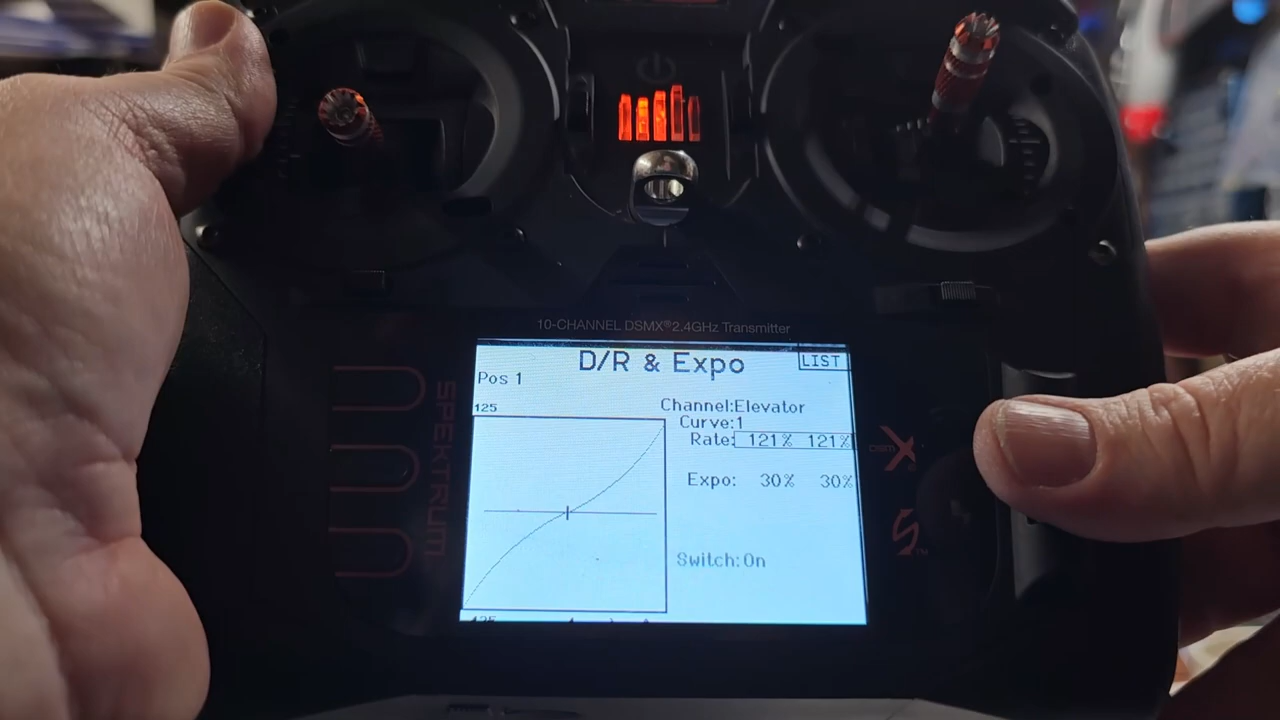 10-CHANNEL DSMX® 2.4GHz Transmitter
D/R & Expo
LIST
Pos 1
125
Channel:Elevator
Curve:1
Rate: 121% 121%
Expo: 30% 30%
Switch:On
SPEKTRUM